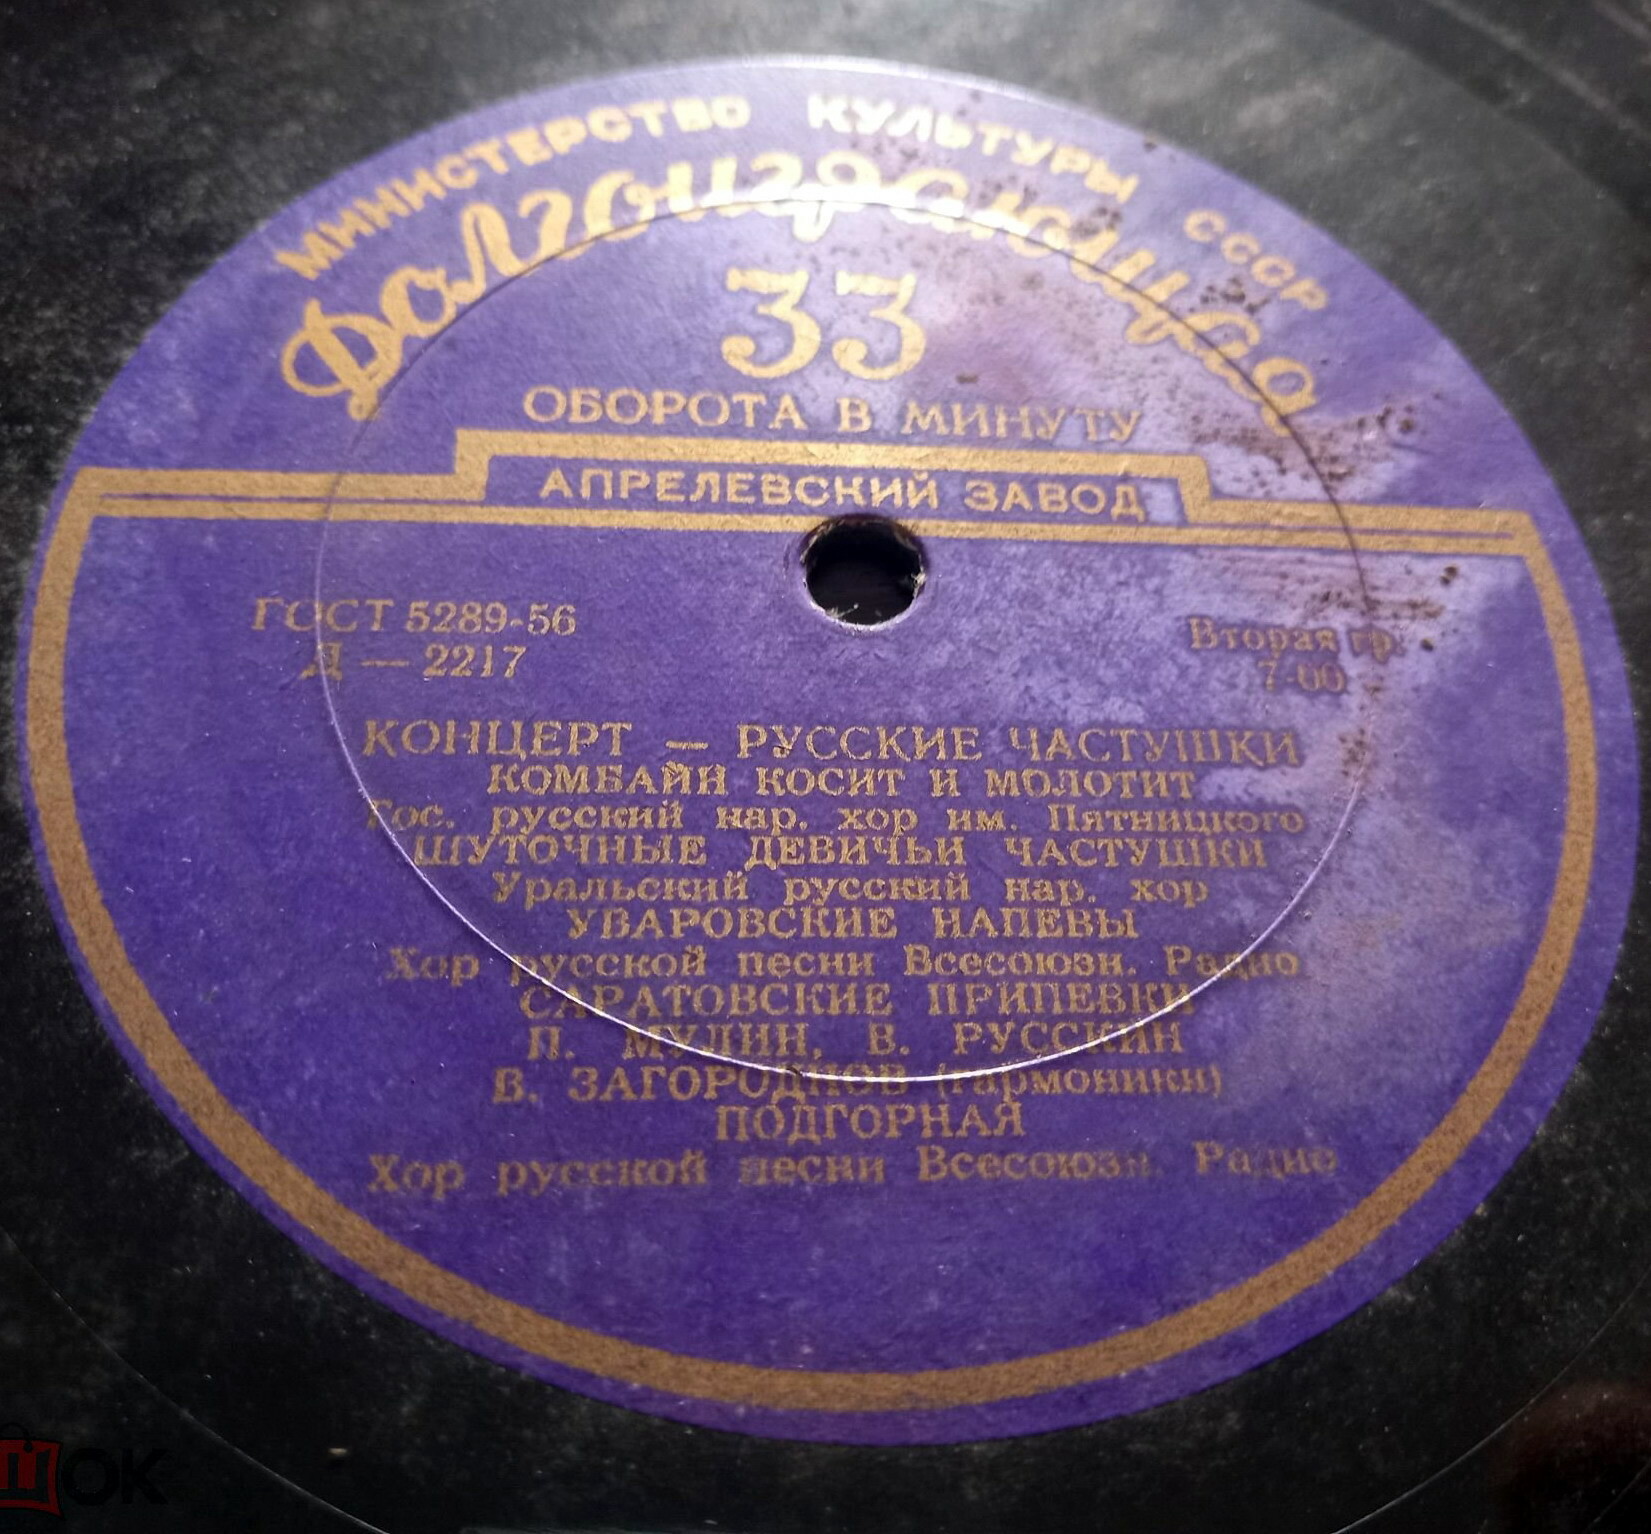 МИНИСТЕРСТВО КУЛЬТУРЫ СССР
Долгоиграющая
33
ОБОРОТА В МИНУТУ
АПРЕЛЕВСКИЙ ЗАВОД
ГОСТ 5289-56
Вторая гр.
Д — 2217
7-00
КОНЦЕРТ — РУССКИЕ ЧАСТУШКИ
КОМБАЙН КОСИТ И МОЛОТИТ
Гос. русский нар. хор им. Пятницкого
ШУТОЧНЫЕ ДЕВИЧЬИ ЧАСТУШКИ
Уральский русский нар. хор
УВАРОВСКИЕ НАПЕВЫ
Хор русской песни Всесоюзн. Радио
САРАТОВСКИЕ ПРИПЕВКИ
П. МУЛИН, В. РУССКИН
В. ЗАГОРОДНОВ (гармоники)
ПОДГОРНАЯ
Хор русской песни Всесоюзн. Радио